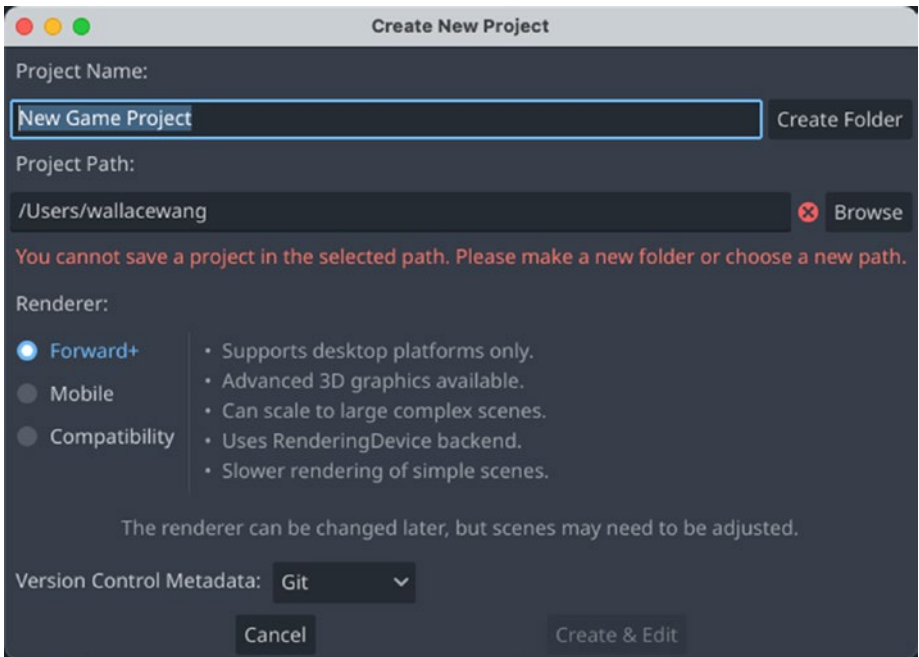 Create New Project
Project Name:
New Game Project
Create Folder
Project Path:
/Users/wallacewang
Browse
You cannot save a project in the selected path. Please make a new folder or choose a new path.
Renderer:
Forward+
Mobile
Compatibility
• Supports desktop platforms only.
• Advanced 3D graphics available.
• Can scale to large complex scenes.
• Uses RenderingDevice backend.
• Slower rendering of simple scenes.
The renderer can be changed later, but scenes may need to be adjusted.
Version Control Metadata: Git
Cancel
Create & Edit